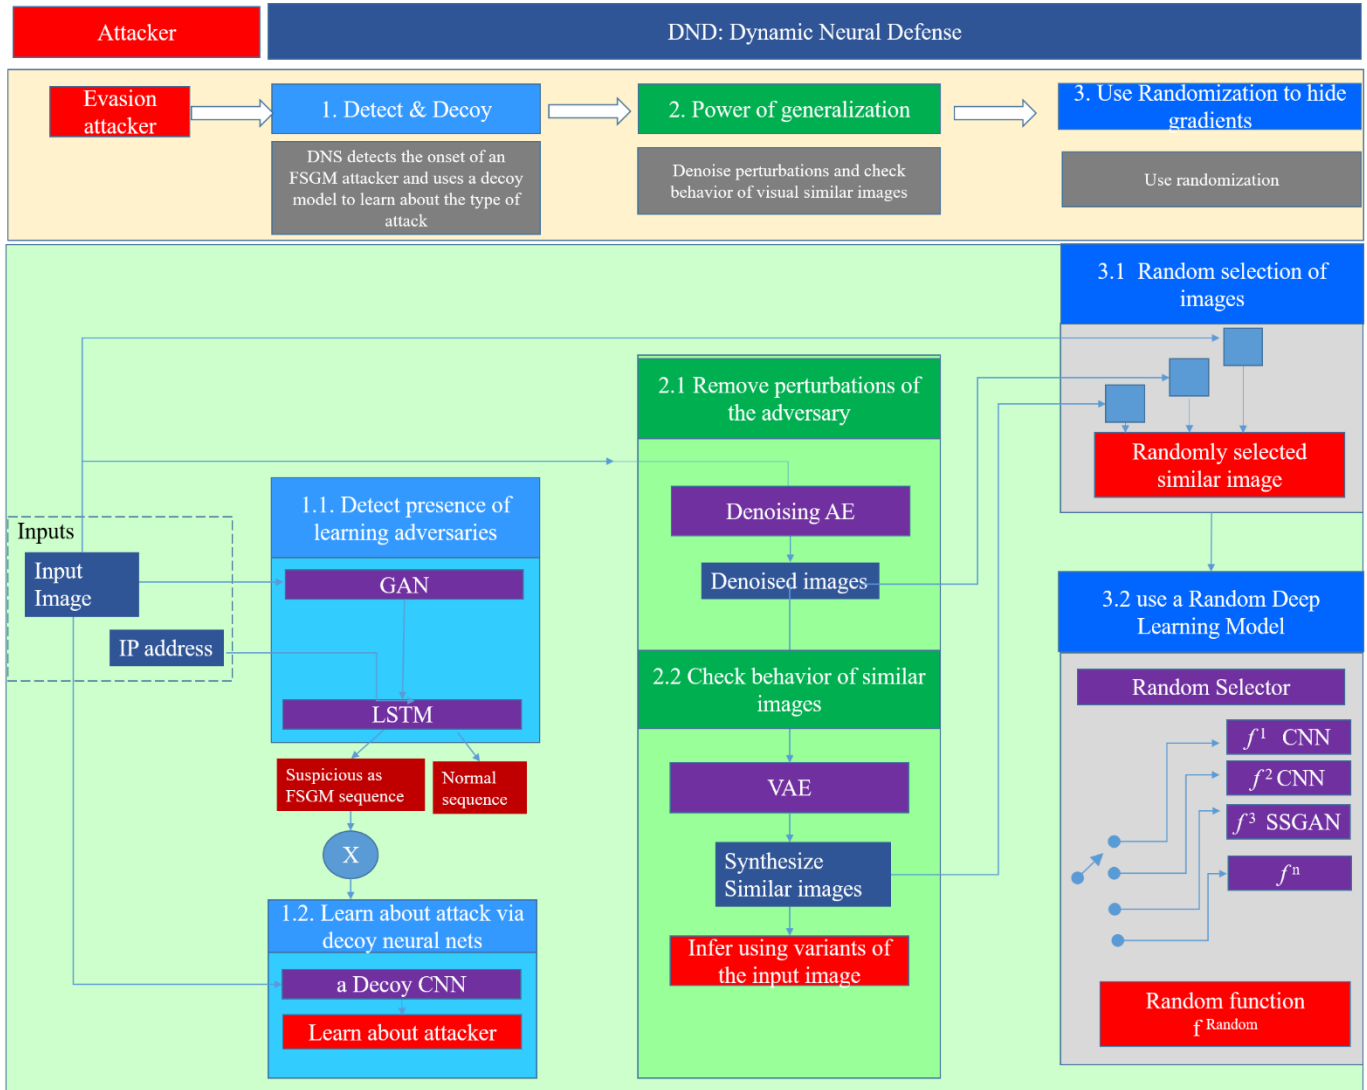 Attacker
DND: Dynamic Neural Defense
Evasion
attacker
1. Detect & Decoy
2. Power of generalization
3. Use Randomization to hide
gradients
DNS detects the onset of an
FSGM attacker and uses a decoy
model to learn about the type of
attack
Denoise perturbations and check
behavior of visual similar images
Use randomization
3.1 Random selection of
images
Randomly selected
similar image
2.1 Remove perturbations of
the adversary
Denoising AE
Denoised images
1.1. Detect presence of
learning adversaries
GAN
LSTM
Inputs
Input
Image
IP address
Suspicious as
FSGM sequence
Normal
sequence
X
1.2. Learn about attack via
decoy neural nets
a Decoy CNN
Learn about attacker
2.2 Check behavior of similar
images
VAE
Synthesize
Similar images
Infer using variants of
the input image
3.2 use a Random Deep
Learning Model
Random Selector
f¹ CNN
f² CNN
f³ SSGAN
fⁿ
Random function
f Random